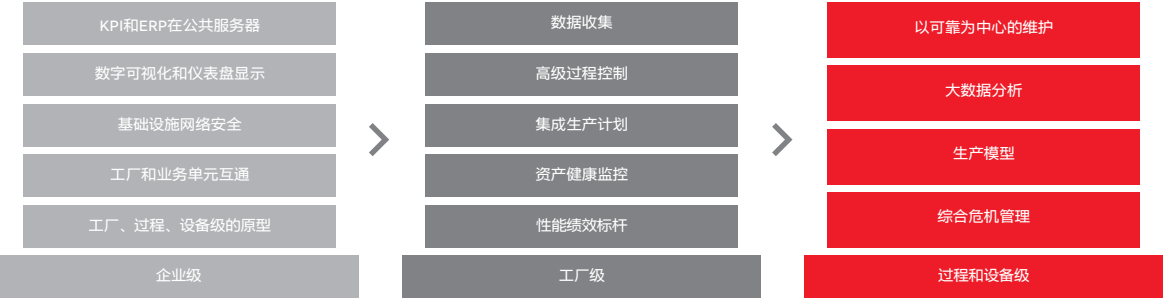 KPI和ERP在公共服务器
数字可视化和仪表盘显示
基础设施网络安全
工厂和业务单元互通
工厂、过程、设备级的原型
企业级
数据收集
高级过程控制
集成生产计划
资产健康监控
性能绩效标杆
工厂级
以可靠为中心的维护
大数据分析
生产模型
综合危机管理
过程和设备级